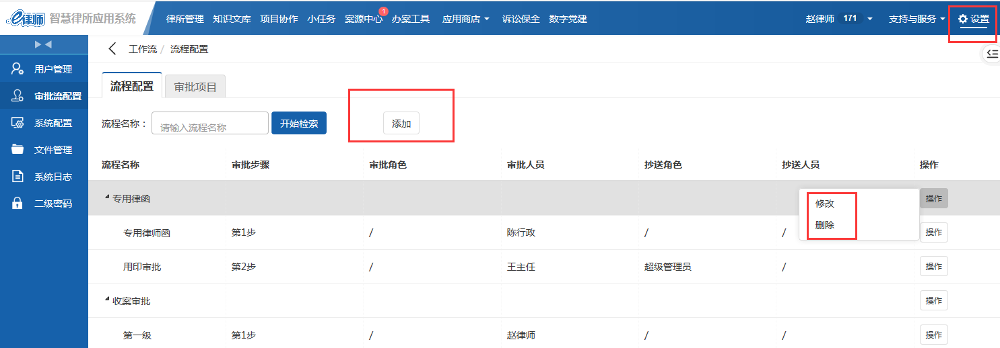 e律师 智慧律所应用系统 律所管理 知识文库 项目协作 小任务 案源中心 1 办案工具 应用商店 诉讼保全 数字党建 赵律师 171 支持与服务 设置
工作流 / 流程配置
用户管理
审批流配置
系统配置
文件管理
系统日志
二级密码
流程配置 审批项目
流程名称： 请输入流程名称 开始检索 添加
流程名称 审批步骤 审批角色 审批人员 抄送角色 抄送人员 操作
专用律函 操作
修改
删除
专用律师函 第1步 / 陈行政 / / 操作
用印审批 第2步 / 王主任 超级管理员 / 操作
收案审批 操作
第一级 第1步 / 赵律师 / / 操作